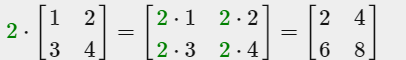 2 · [1 2; 3 4] = [2 · 1 2 · 2; 2 · 3 2 · 4] = [2 4; 6 8]